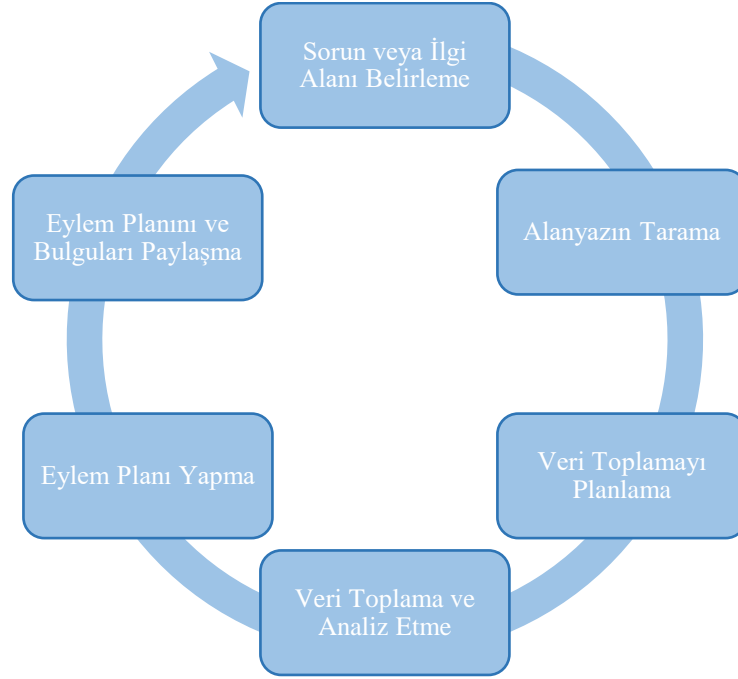 Sorun veya İlgi
Alanı Belirleme
Alanyazın Tarama
Veri Toplamayı
Planlama
Veri Toplama ve
Analiz Etme
Eylem Planı Yapma
Eylem Planını ve
Bulguları Paylaşma